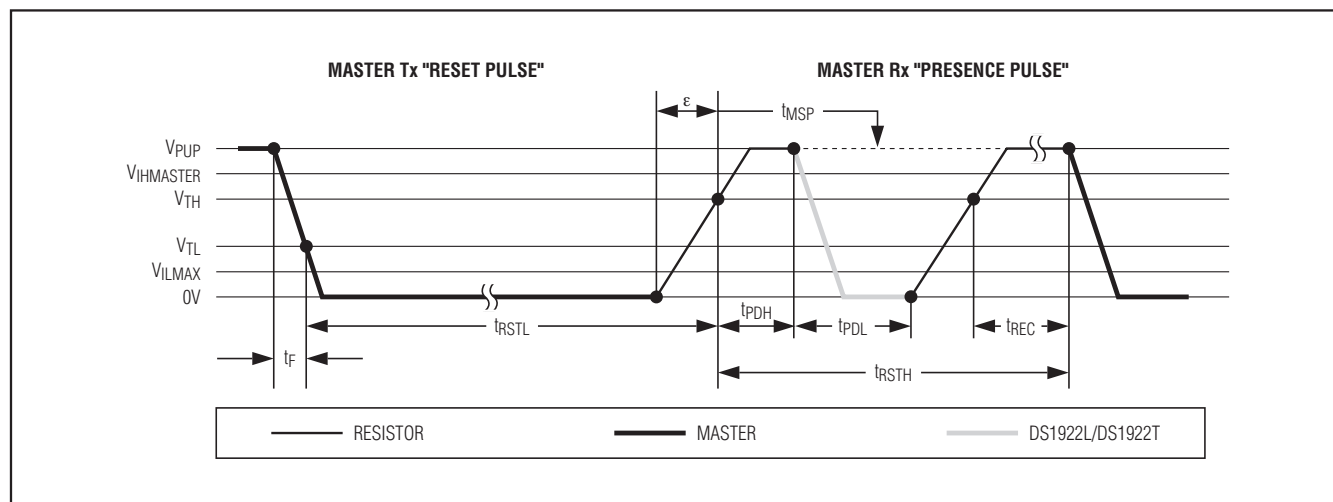 MASTER Tx "RESET PULSE"
MASTER Rx "PRESENCE PULSE"
ε
tMSP
VPUP
VIHMASTER
VTH
VTL
VILMAX
0V
tRSTL
tPDH
tPDL
tREC
tF
tRSTH
RESISTOR
MASTER
DS1922L/DS1922T